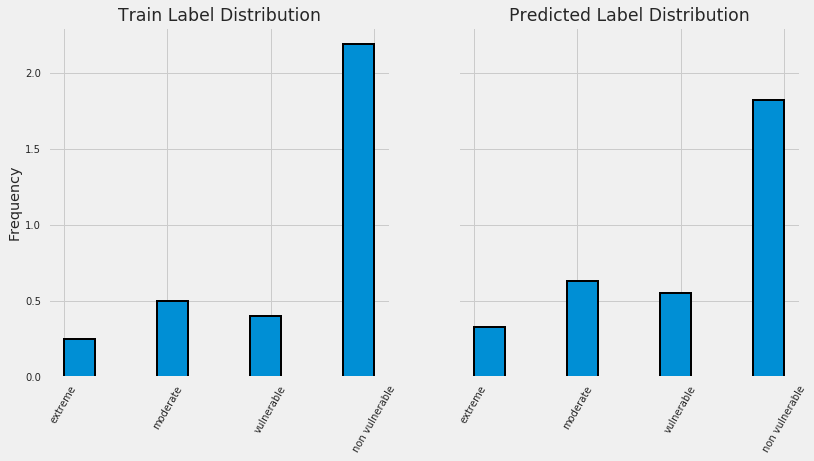 Train Label Distribution
Predicted Label Distribution
Frequency
2.0
1.5
1.0
0.5
0.0
extreme
moderate
vulnerable
non vulnerable
extreme
moderate
vulnerable
non vulnerable